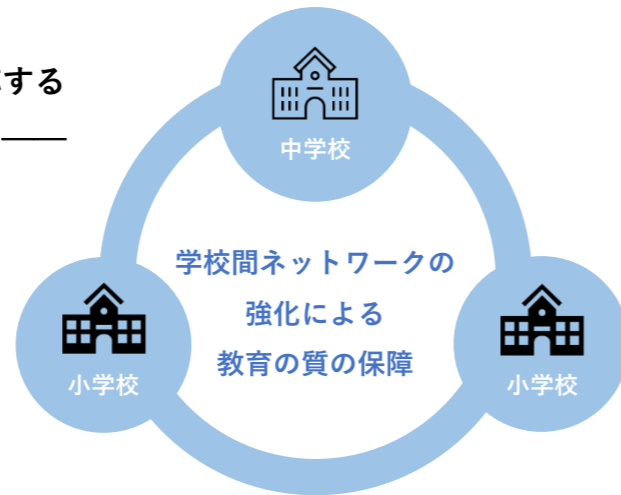 する
中学校
学校間ネットワークの
強化による
教育の質の保障
小学校
小学校